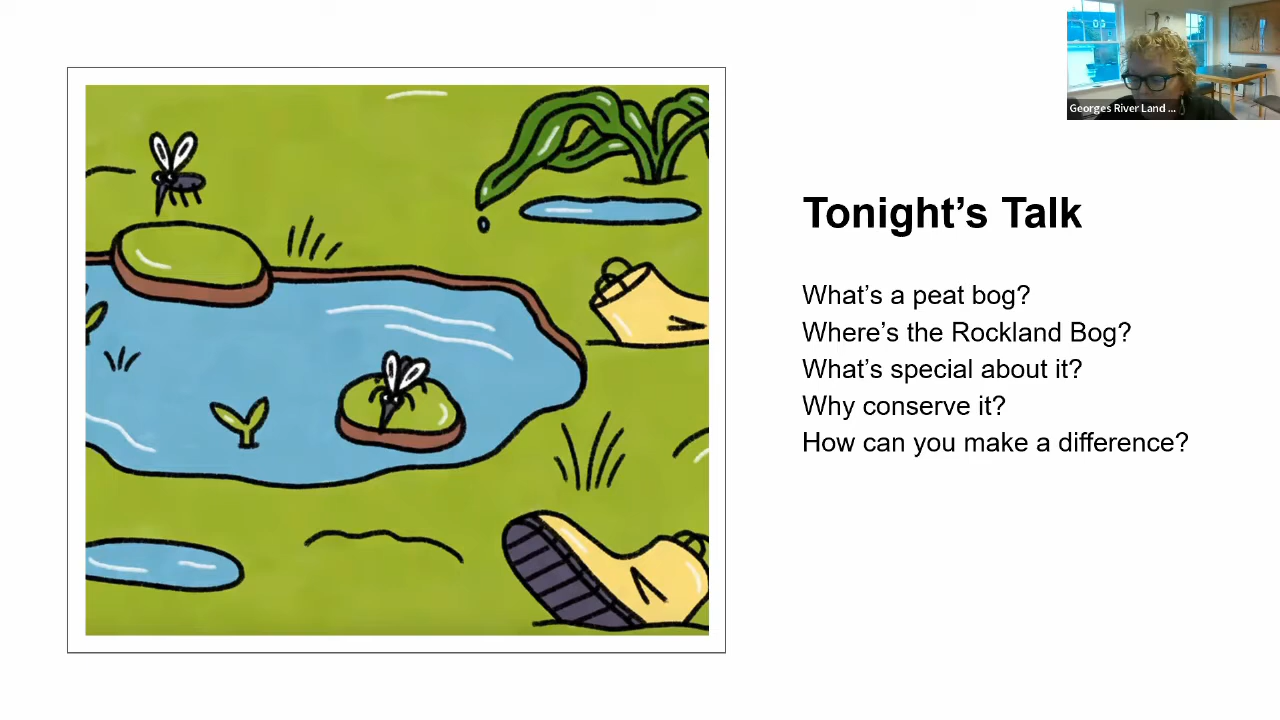 Georges River Land ...
Tonight's Talk
What's a peat bog?
Where's the Rockland Bog?
What's special about it?
Why conserve it?
How can you make a difference?